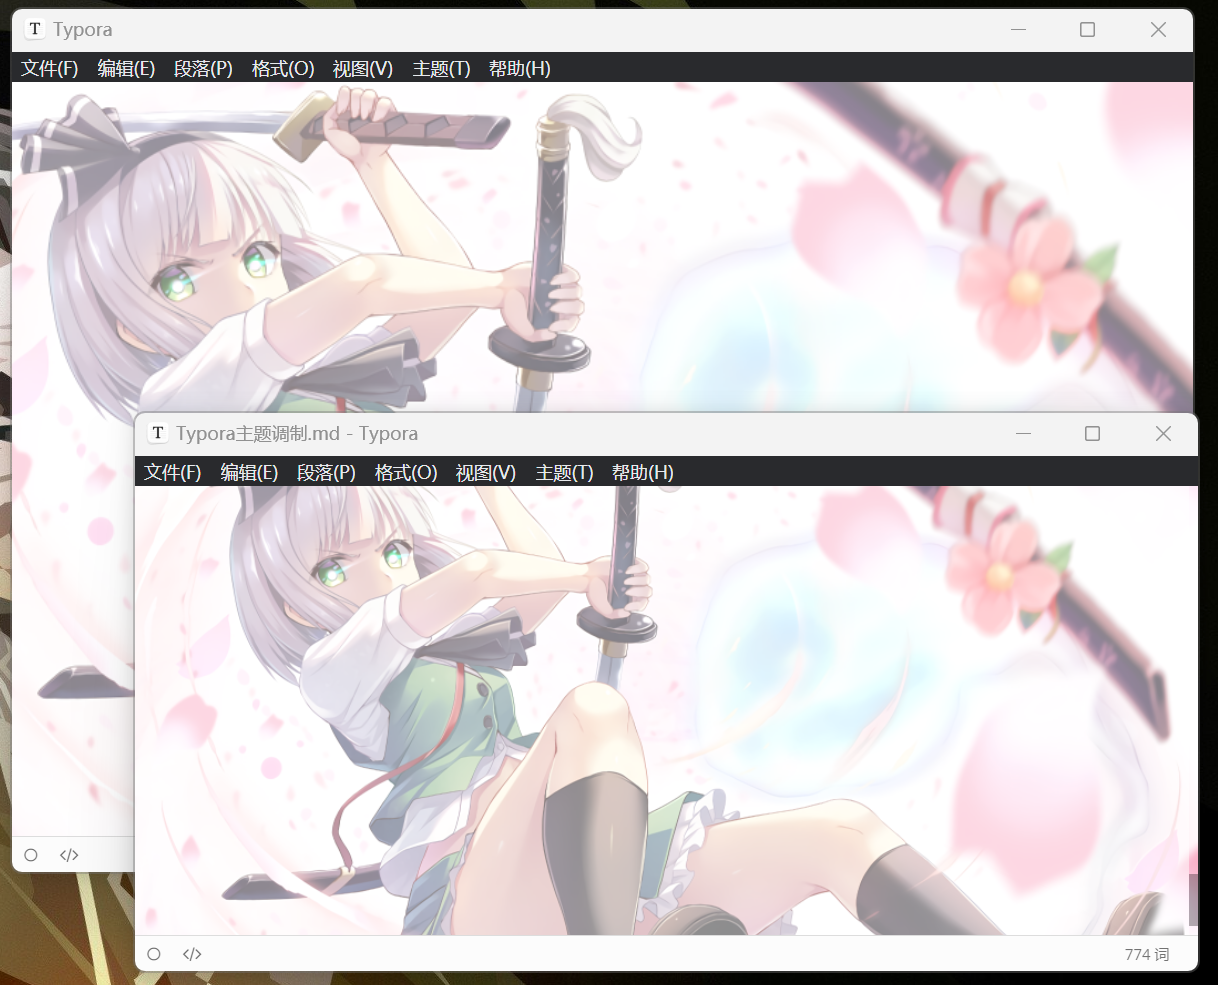 T Typora
文件(F) 编辑(E) 段落(P) 格式(O) 视图(V) 主题(T) 帮助(H)
T Typora主题调制.md - Typora
文件(F) 编辑(E) 段落(P) 格式(O) 视图(V) 主题(T) 帮助(H)
</>
</> 774 词